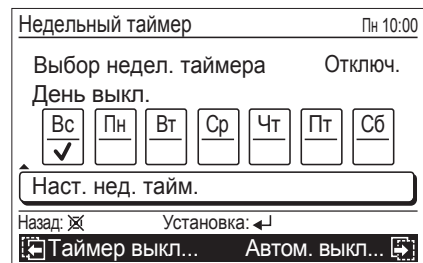 Недельный таймер Пн 10:00
Выбор недел. таймера Отключ.
День выкл.
Вс Пн Вт Ср Чт Пт Сб
Наст. нед. тайм.
Назад: Установка:
Таймер выкл... Автом. выкл...